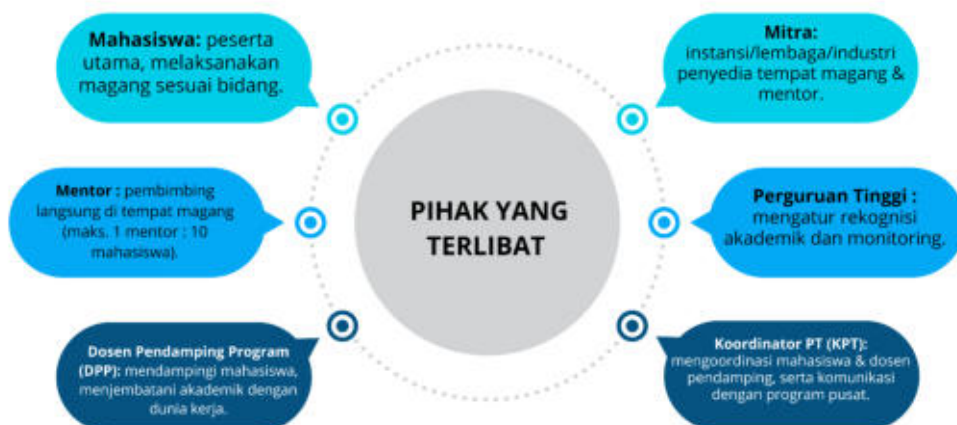 Mahasiswa: peserta
utama, melaksanakan
magang sesuai bidang.
Mitra:
instansi/lembaga/industri
penyedia tempat magang &
mentor.
Mentor : pembimbing
langsung di tempat magang
(maks. 1 mentor : 10
mahasiswa).
PIHAK YANG
TERLIBAT
Perguruan Tinggi :
mengatur rekognisi
akademik dan monitoring.
Dosen Pendamping Program
(DPP): mendampingi mahasiswa,
menjembatani akademik dengan
dunia kerja.
Koordinator PT (KPT):
mengoordinasi mahasiswa & dosen
pendamping, serta komunikasi
dengan program pusat.